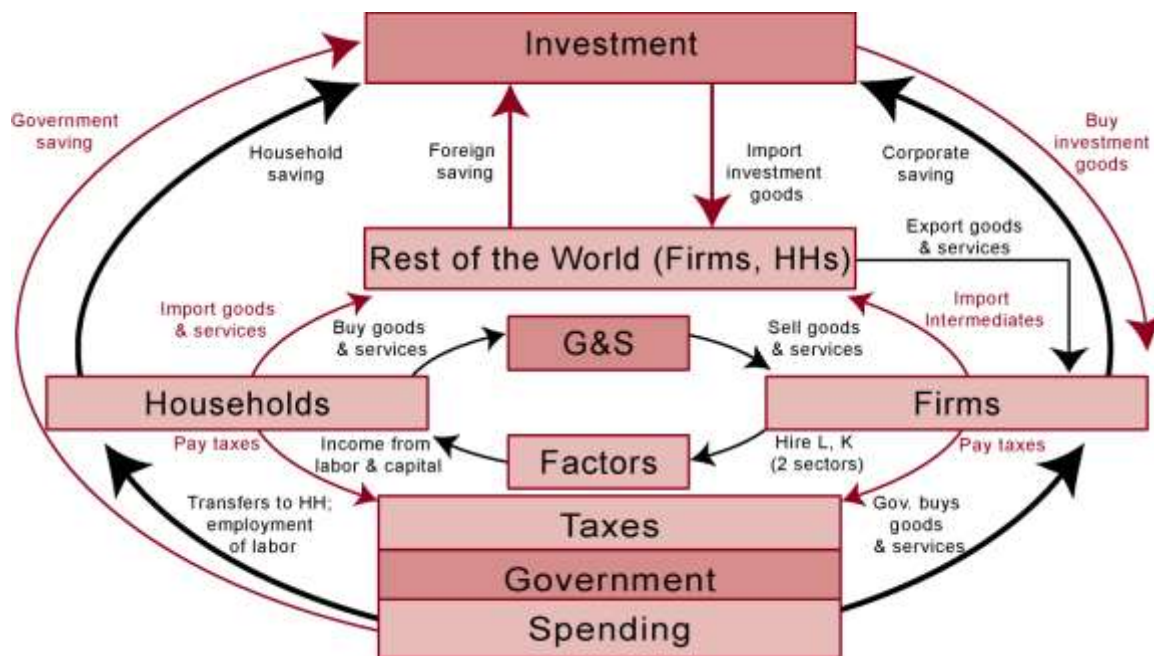 Investment
Government
saving
Household
saving
Foreign
saving
Import
investment
goods
Corporate
saving
Buy
investment
goods
Rest of the World (Firms, HHs)
Export goods
& services
Import goods
& services
Buy goods
& services
G&S
Sell goods
& services
Import
Intermediates
Households
Firms
Pay taxes
Income from
labor & capital
Factors
Hire L, K
(2 sectors)
Pay taxes
Transfers to HH;
employment
of labor
Taxes
Gov. buys
goods
& services
Government
Spending